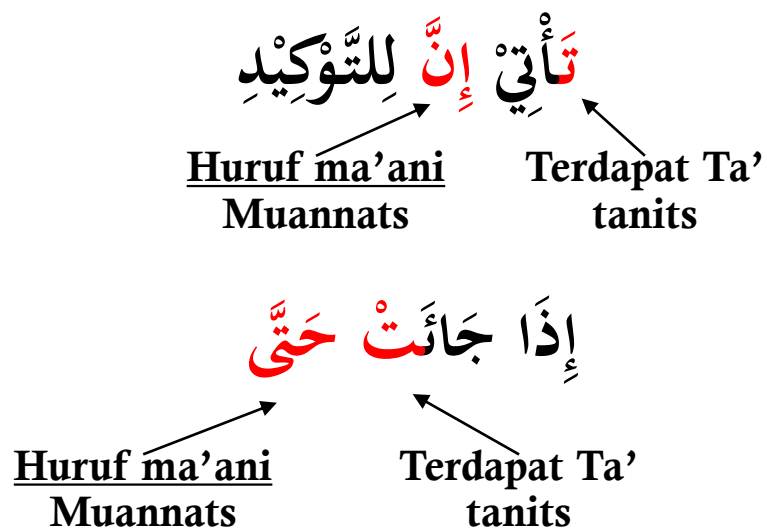 تَأْتِيْ إِنَّ لِلتَّوْكِيْدِ
Huruf ma’ani
Muannats
Terdapat Ta’
tanits
إِذَا جَائَتْ حَتَّى
Huruf ma’ani
Muannats
Terdapat Ta’
tanits